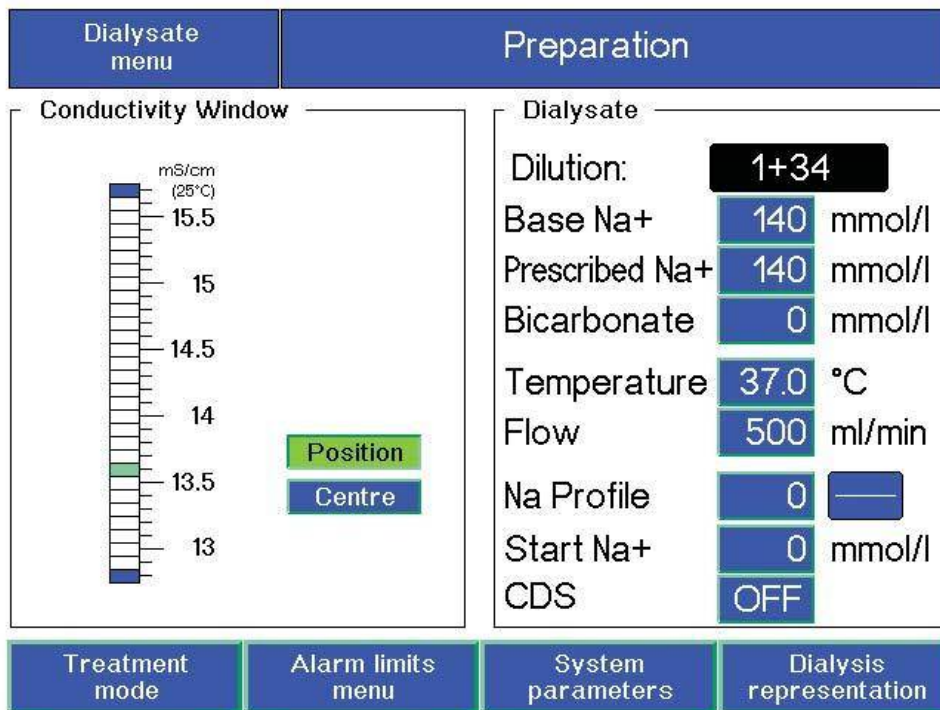 Dialysate
menu
Preparation
Conductivity Window
mS/cm
(25°C)
15.5
15
14.5
14
13.5
13
Position
Centre
Dialysate
Dilution: 1+34
Base Na+ 140 mmol/l
Prescribed Na+ 140 mmol/l
Bicarbonate 0 mmol/l
Temperature 37.0 °C
Flow 500 ml/min
Na Profile 0
Start Na+ 0 mmol/l
CDS OFF
Treatment
mode
Alarm limits
menu
System
parameters
Dialysis
representation